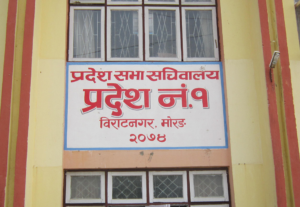 प्रदेश सभा सचिवालय
प्रदेश नं.१
विराटनगर, मोरङ
२०७४